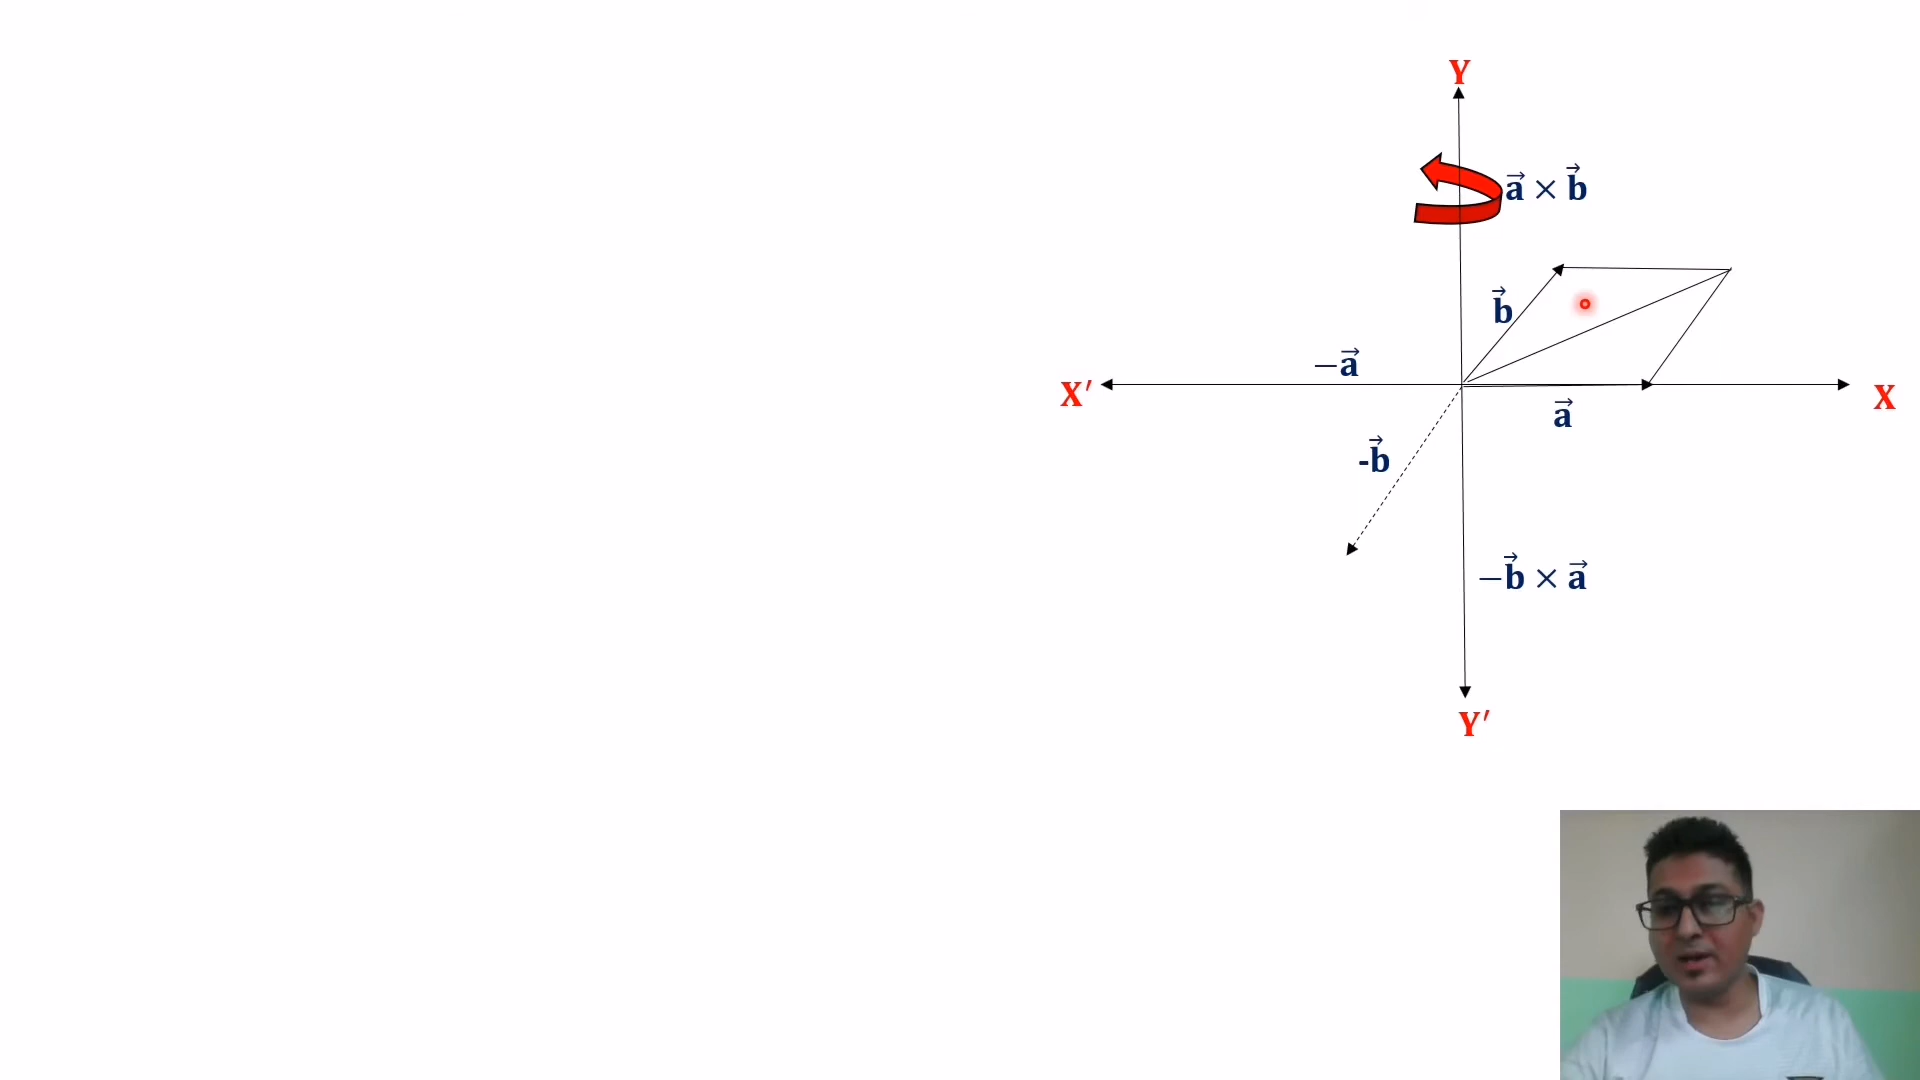 Y
a⃗ × b⃗
b⃗
−a⃗
X′
X
a⃗
-b⃗
−b⃗ × a⃗
Y′